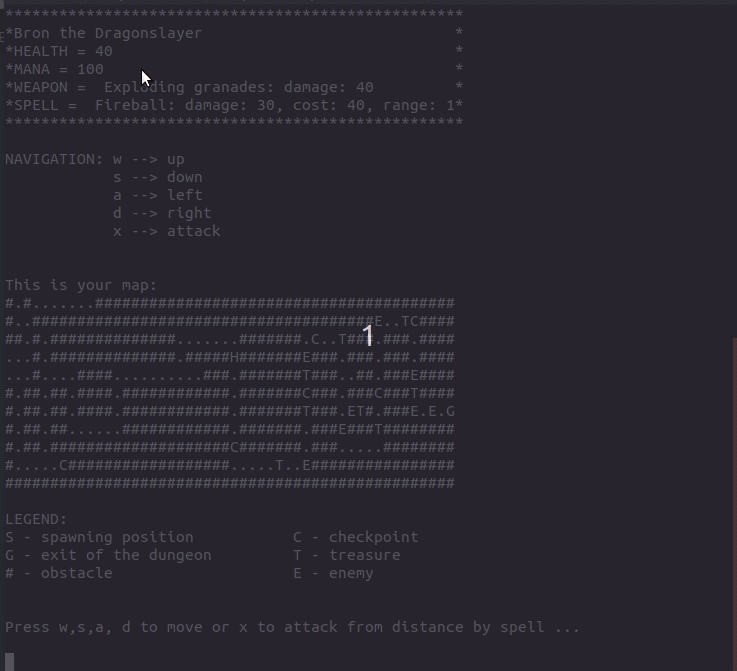 ***************************************************
*Bron the Dragonslayer                            *
*HEALTH = 40                                      *
*MANA = 100                                       *
*WEAPON =  Exploding granades: damage: 40         *
*SPELL =  Fireball: damage: 30, cost: 40, range: 1*
***************************************************
NAVIGATION: w --> up
s --> down
a --> left
d --> right
x --> attack
This is your map:
#.#.......########################################
#..######################################E..TC####
##.#.##############.......#######.C..T###.###.####
...#.##############.#####H#######E###.###.###.####
...#....####..........###.#######T###..##.###E####
#.##.##.####.############.#######C###.###C###T####
#.##.##.####.############.#######T###.ET#.###E.E.G
#.##.##......############.#######.###E###T########
#.##.####################C#######.###.....########
#.....C##################.....T..E################
##################################################
1
LEGEND:
S - spawning position           C - checkpoint
G - exit of the dungeon         T - treasure
# - obstacle                    E - enemy
Press w,s,a, d to move or x to attack from distance by spell ...